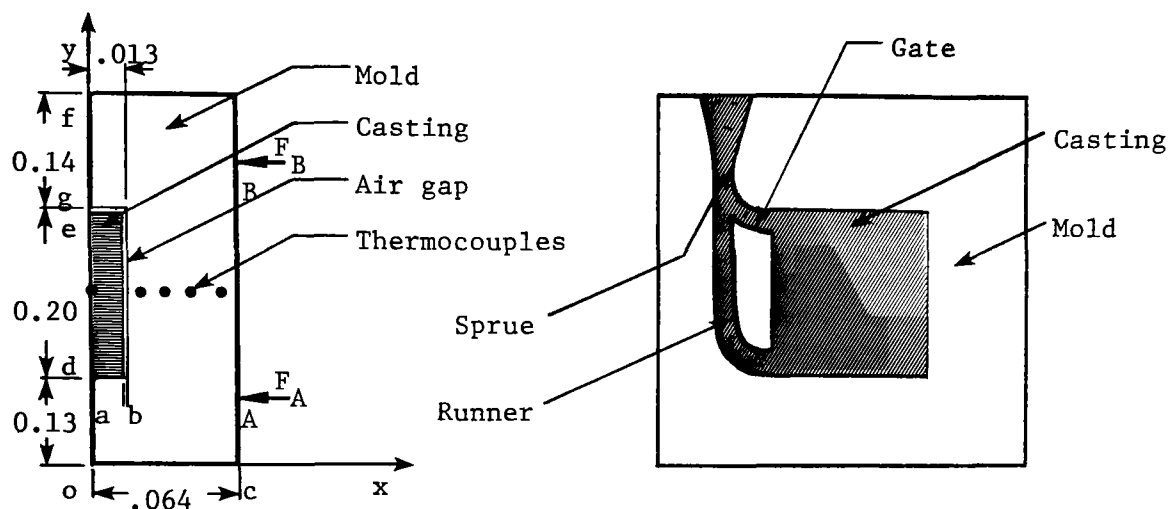 y
.013
f
0.14
g
e
0.20
d
a
b
0.13
o
.064
c
x
Mold
Casting
Air gap
Thermocouples
F
B
B
F
A
A
Gate
Casting
Mold
Sprue
Runner